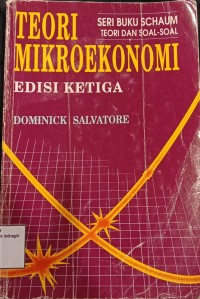 TEORI
SERI BUKU SCHAUM
TEORI DAN SOAL-SOAL
MIKROEKONOMI
EDISI KETIGA
DOMINICK SALVATORE